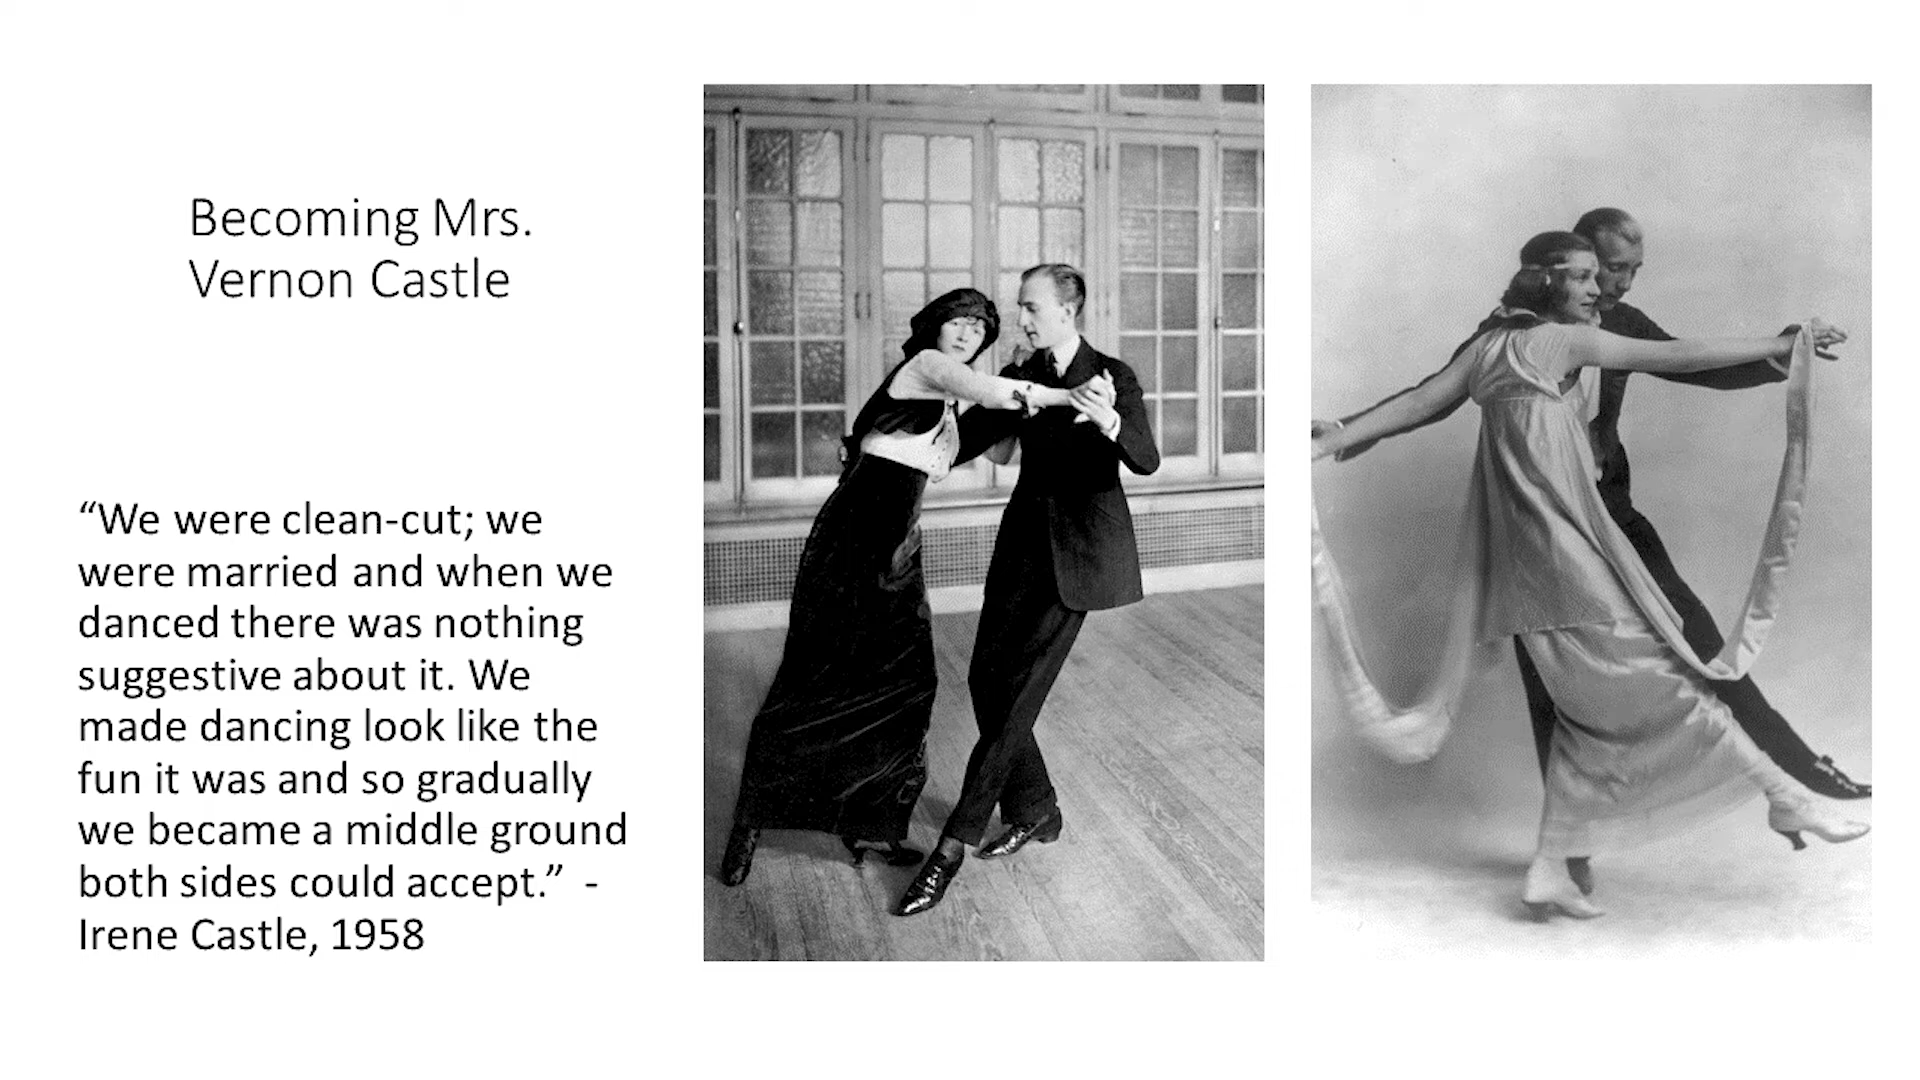 Becoming Mrs.
Vernon Castle
“We were clean-cut; we
were married and when we
danced there was nothing
suggestive about it. We
made dancing look like the
fun it was and so gradually
we became a middle ground
both sides could accept.” -
Irene Castle, 1958